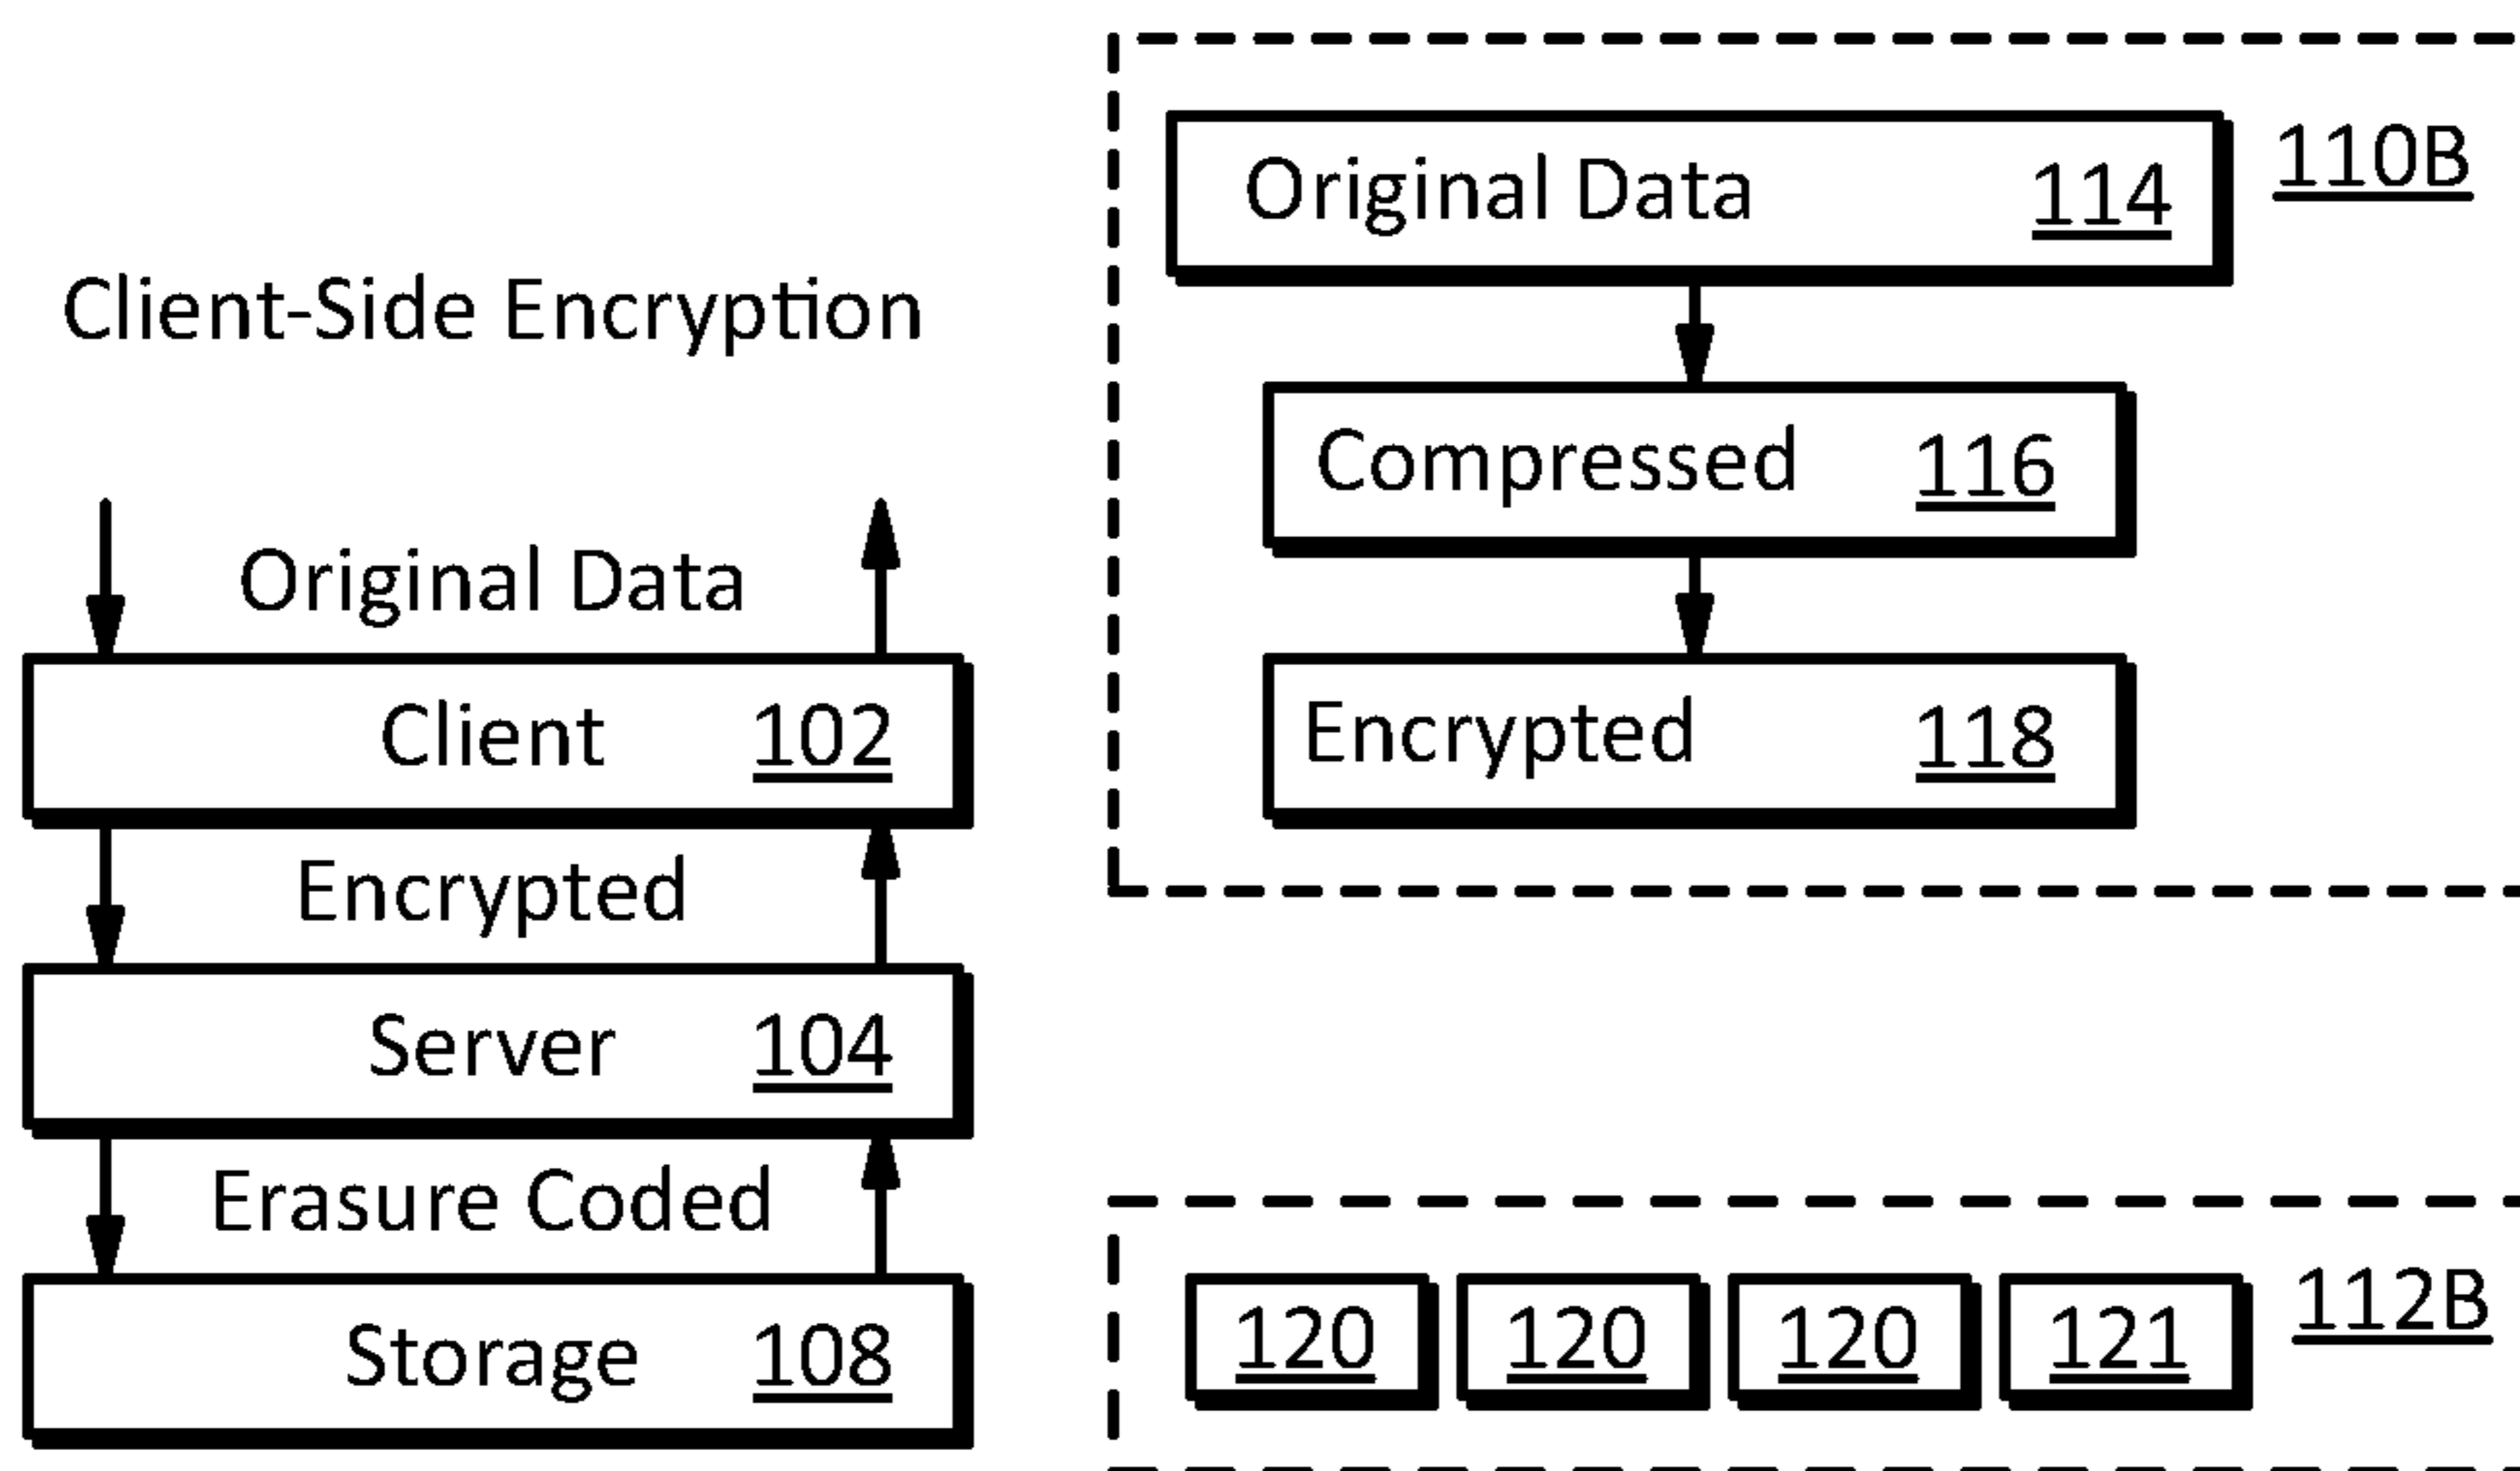 Client-Side Encryption
Original Data
Client 102
Encrypted
Server 104
Erasure Coded
Storage 108
Original Data 114
110B
Compressed 116
Encrypted 118
120 120 120 121
112B